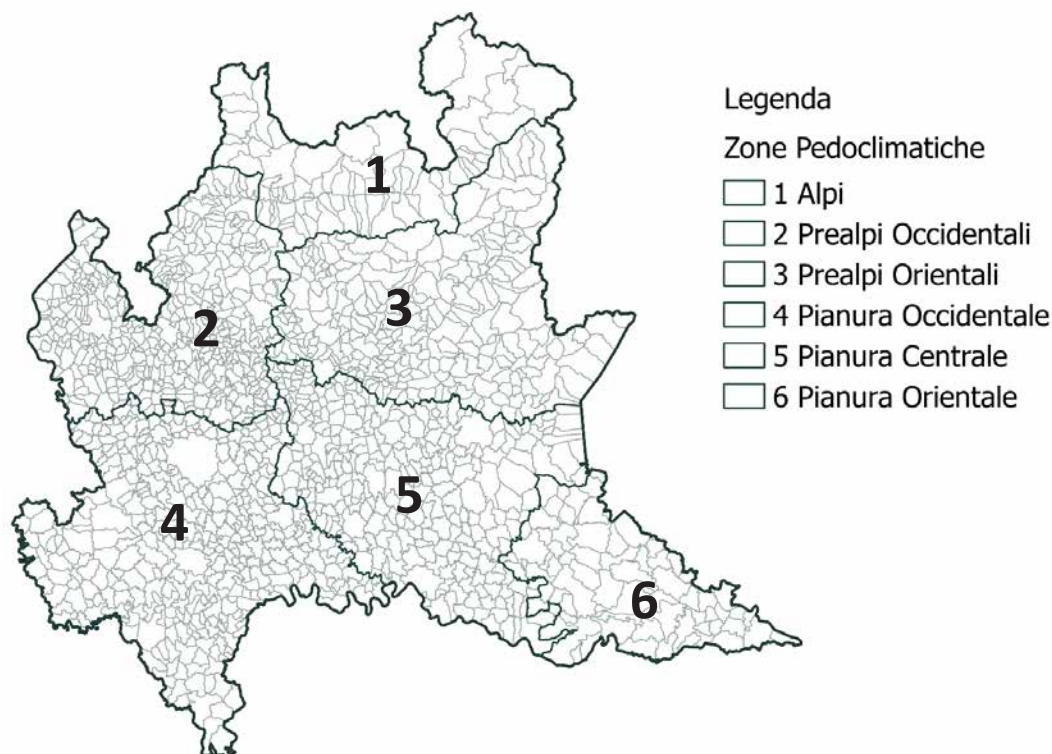 1
2
3
4
5
6
Legenda
Zone Pedoclimatiche
1 Alpi
2 Prealpi Occidentali
3 Prealpi Orientali
4 Pianura Occidentale
5 Pianura Centrale
6 Pianura Orientale